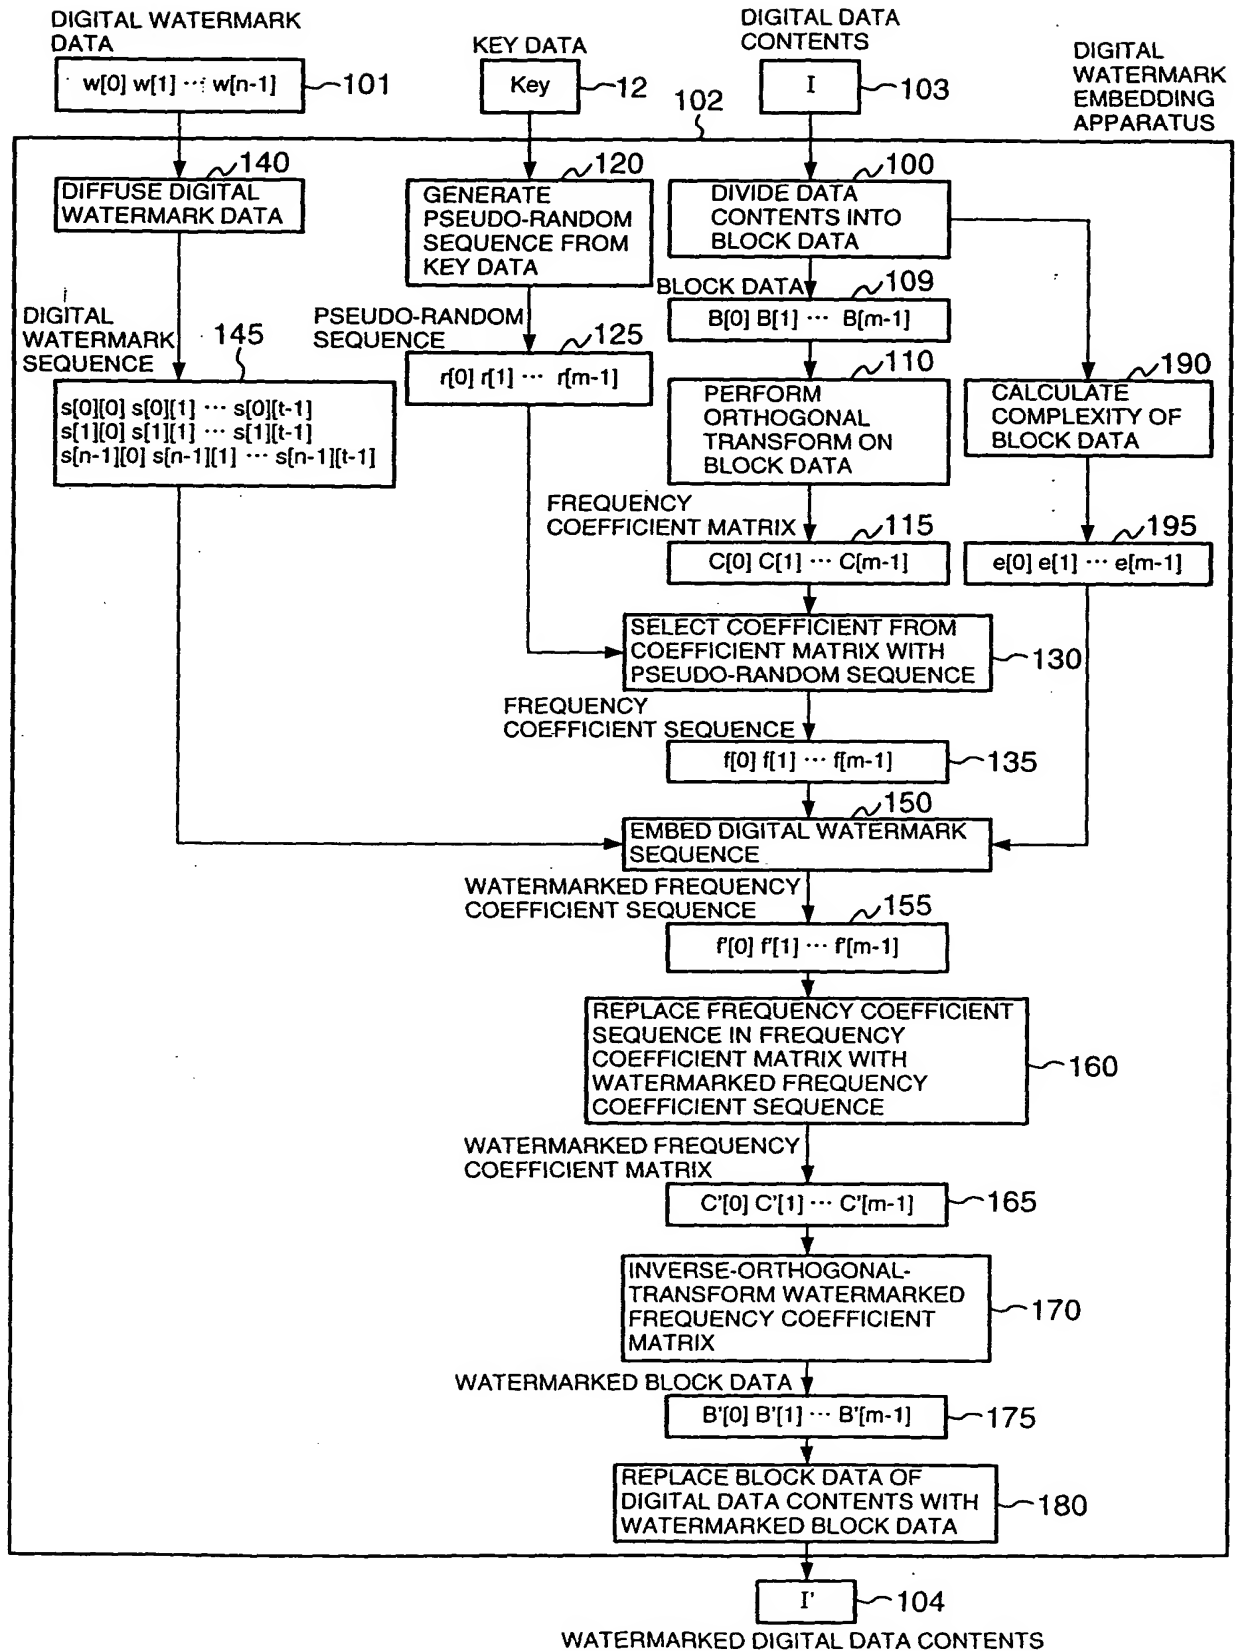 DIGITAL WATERMARK
DATA
w[0] w[1] ··· w[n-1]
101
KEY DATA
Key
12
DIGITAL DATA
CONTENTS
I
103
DIGITAL
WATERMARK
EMBEDDING
APPARATUS
102
140
DIFFUSE DIGITAL
WATERMARK DATA
120
GENERATE
PSEUDO-RANDOM
SEQUENCE FROM
KEY DATA
100
DIVIDE DATA
CONTENTS INTO
BLOCK DATA
BLOCK DATA
109
B[0] B[1] ··· B[m-1]
DIGITAL
WATERMARK
SEQUENCE
145
s[0][0] s[0][1] ··· s[0][t-1]
s[1][0] s[1][1] ··· s[1][t-1]
s[n-1][0] s[n-1][1] ··· s[n-1][t-1]
PSEUDO-RANDOM
SEQUENCE
125
r[0] r[1] ··· r[m-1]
110
PERFORM
ORTHOGONAL
TRANSFORM ON
BLOCK DATA
190
CALCULATE
COMPLEXITY OF
BLOCK DATA
FREQUENCY
COEFFICIENT MATRIX
115
C[0] C[1] ··· C[m-1]
195
e[0] e[1] ··· e[m-1]
SELECT COEFFICIENT FROM
COEFFICIENT MATRIX WITH
PSEUDO-RANDOM SEQUENCE
130
FREQUENCY
COEFFICIENT SEQUENCE
f[0] f[1] ··· f[m-1]
135
150
EMBED DIGITAL WATERMARK
SEQUENCE
WATERMARKED FREQUENCY
COEFFICIENT SEQUENCE
155
f'[0] f'[1] ··· f'[m-1]
REPLACE FREQUENCY COEFFICIENT
SEQUENCE IN FREQUENCY
COEFFICIENT MATRIX WITH
WATERMARKED FREQUENCY
COEFFICIENT SEQUENCE
160
WATERMARKED FREQUENCY
COEFFICIENT MATRIX
C'[0] C'[1] ··· C'[m-1]
165
INVERSE-ORTHOGONAL-
TRANSFORM WATERMARKED
FREQUENCY COEFFICIENT
MATRIX
170
WATERMARKED BLOCK DATA
B'[0] B'[1] ··· B'[m-1]
175
REPLACE BLOCK DATA OF
DIGITAL DATA CONTENTS WITH
WATERMARKED BLOCK DATA
180
I'
104
WATERMARKED DIGITAL DATA CONTENTS